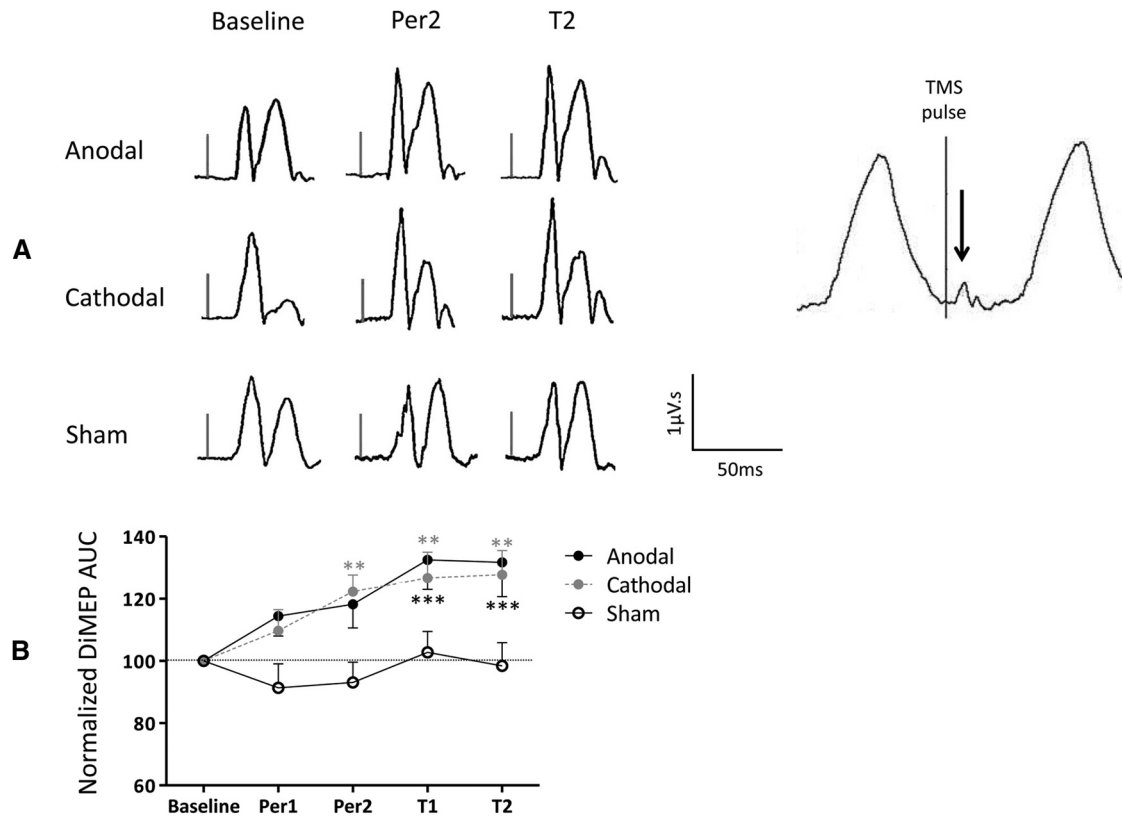 Baseline Per2 T2
TMS
pulse
Anodal
A
Cathodal
Sham
1µV.s
50ms
Normalized DiMEP AUC
140
120
100
80
60
** ** **
*** ***
Anodal
Cathodal
Sham
B
Baseline Per1 Per2 T1 T2